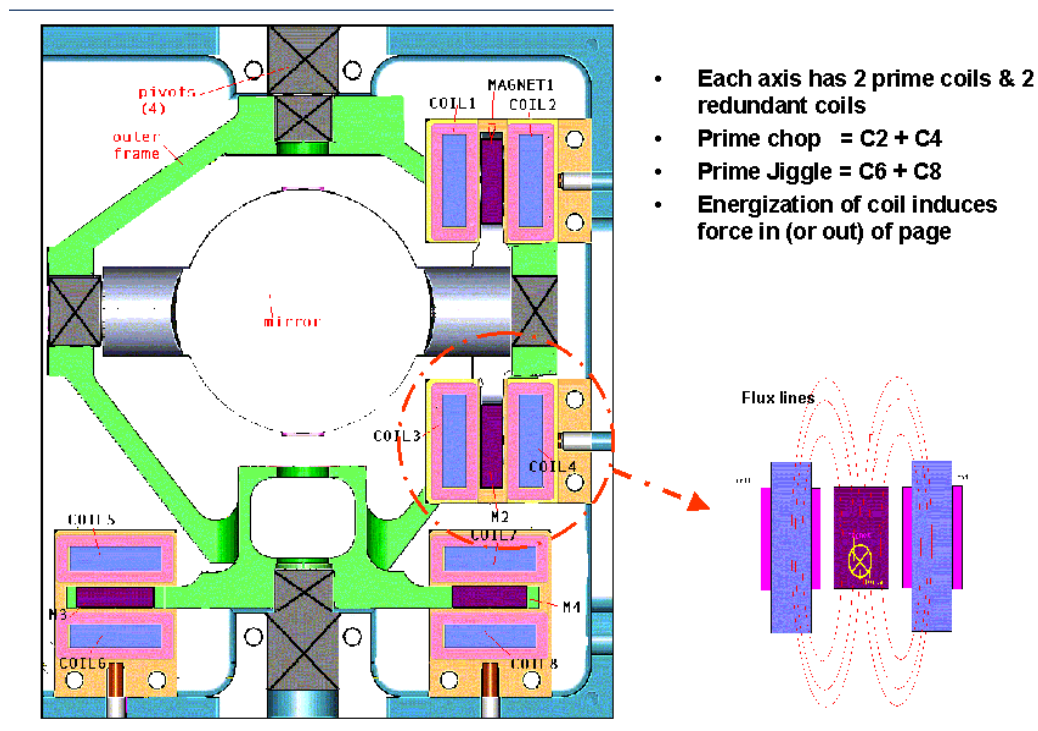 pivots
(4)
outer
frame
MAGNET1
COIL1
COIL2
mirror
COIL3
COIL4
M2
COIL5
COIL7
M3
M4
COIL6
COIL8
• Each axis has 2 prime coils & 2
redundant coils
• Prime chop = C2 + C4
• Prime Jiggle = C6 + C8
• Energization of coil induces
force in (or out) of page
Flux lines